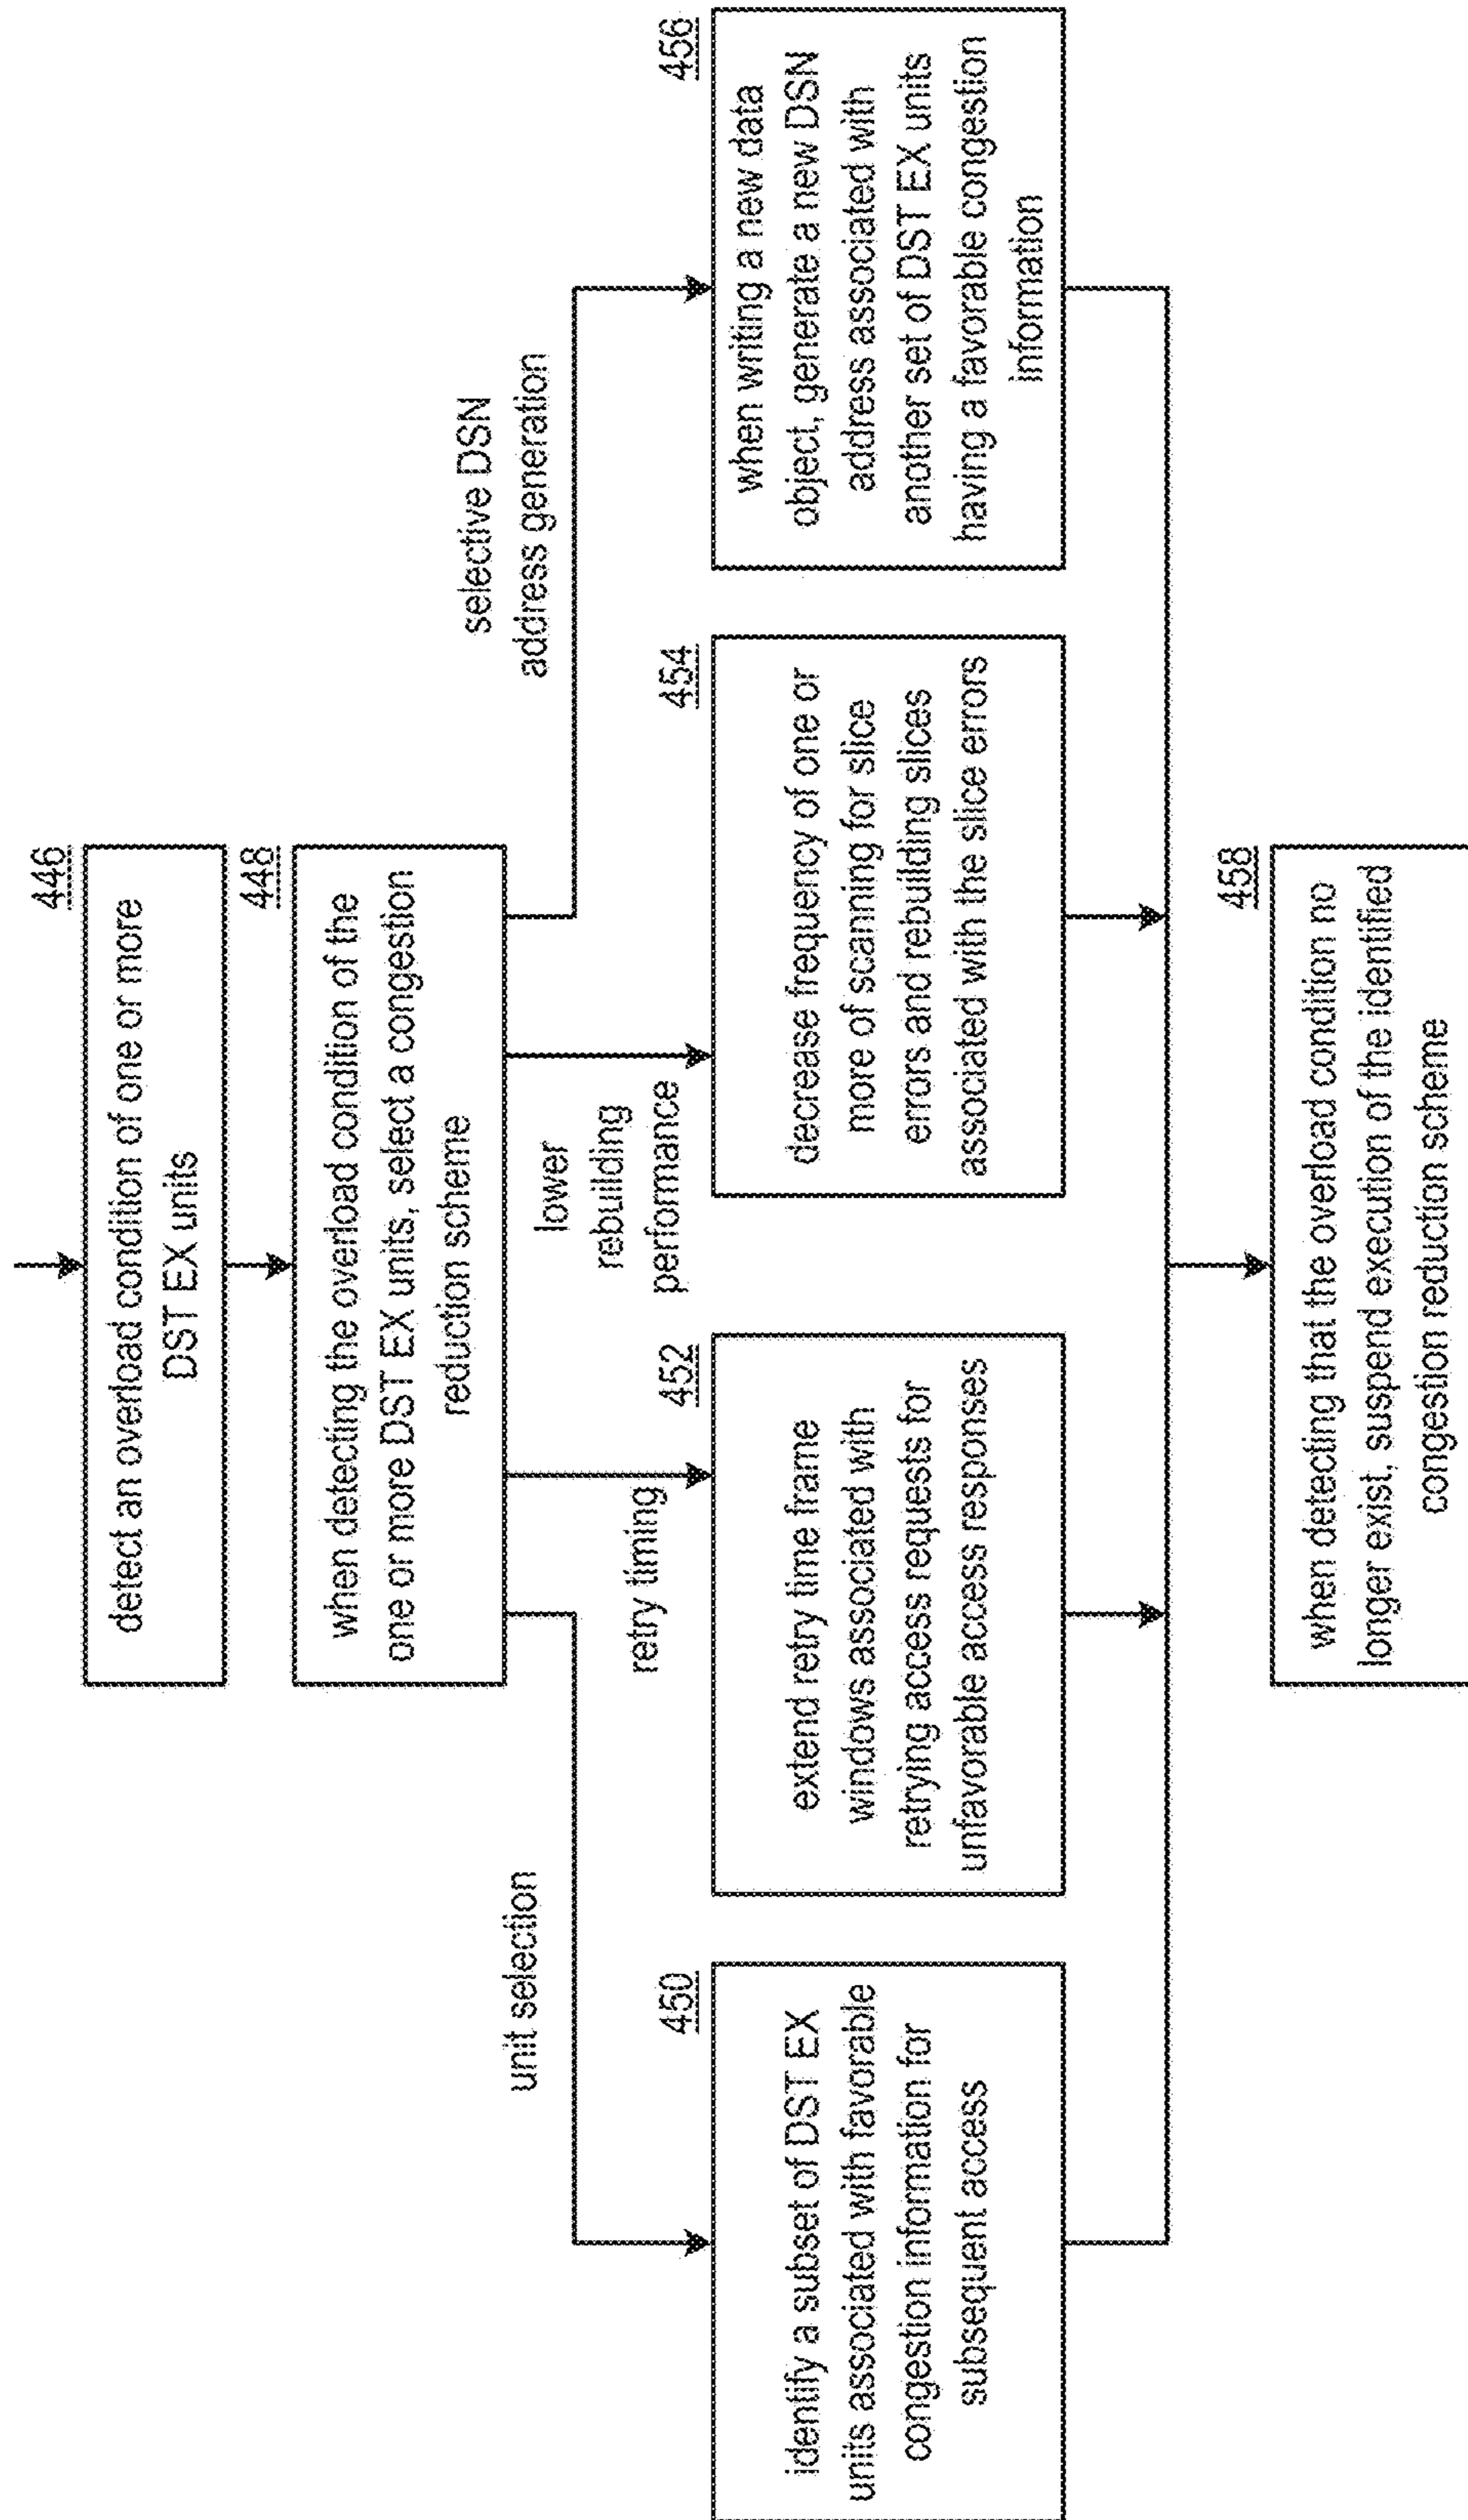 446
detect an overload condition of one or more
DST EX units
448
when detecting the overload condition of the
one or more DST EX units, select a congestion
reduction scheme
unit selection
retry timing
lower
rebuilding
performance
selective DSN
address generation
450
identify a subset of DST EX
units associated with favorable
congestion information for
subsequent access
452
extend retry time frame
windows associated with
retrying access requests for
unfavorable access responses
454
decrease frequency of one or
more of scanning for slice
errors and rebuilding slices
associated with the slice errors
456
when writing a new data
object, generate a new DSN
address associated with
another set of DST EX units
having a favorable congestion
information
458
when detecting that the overload condition no
longer exist, suspend execution of the identified
congestion reduction scheme